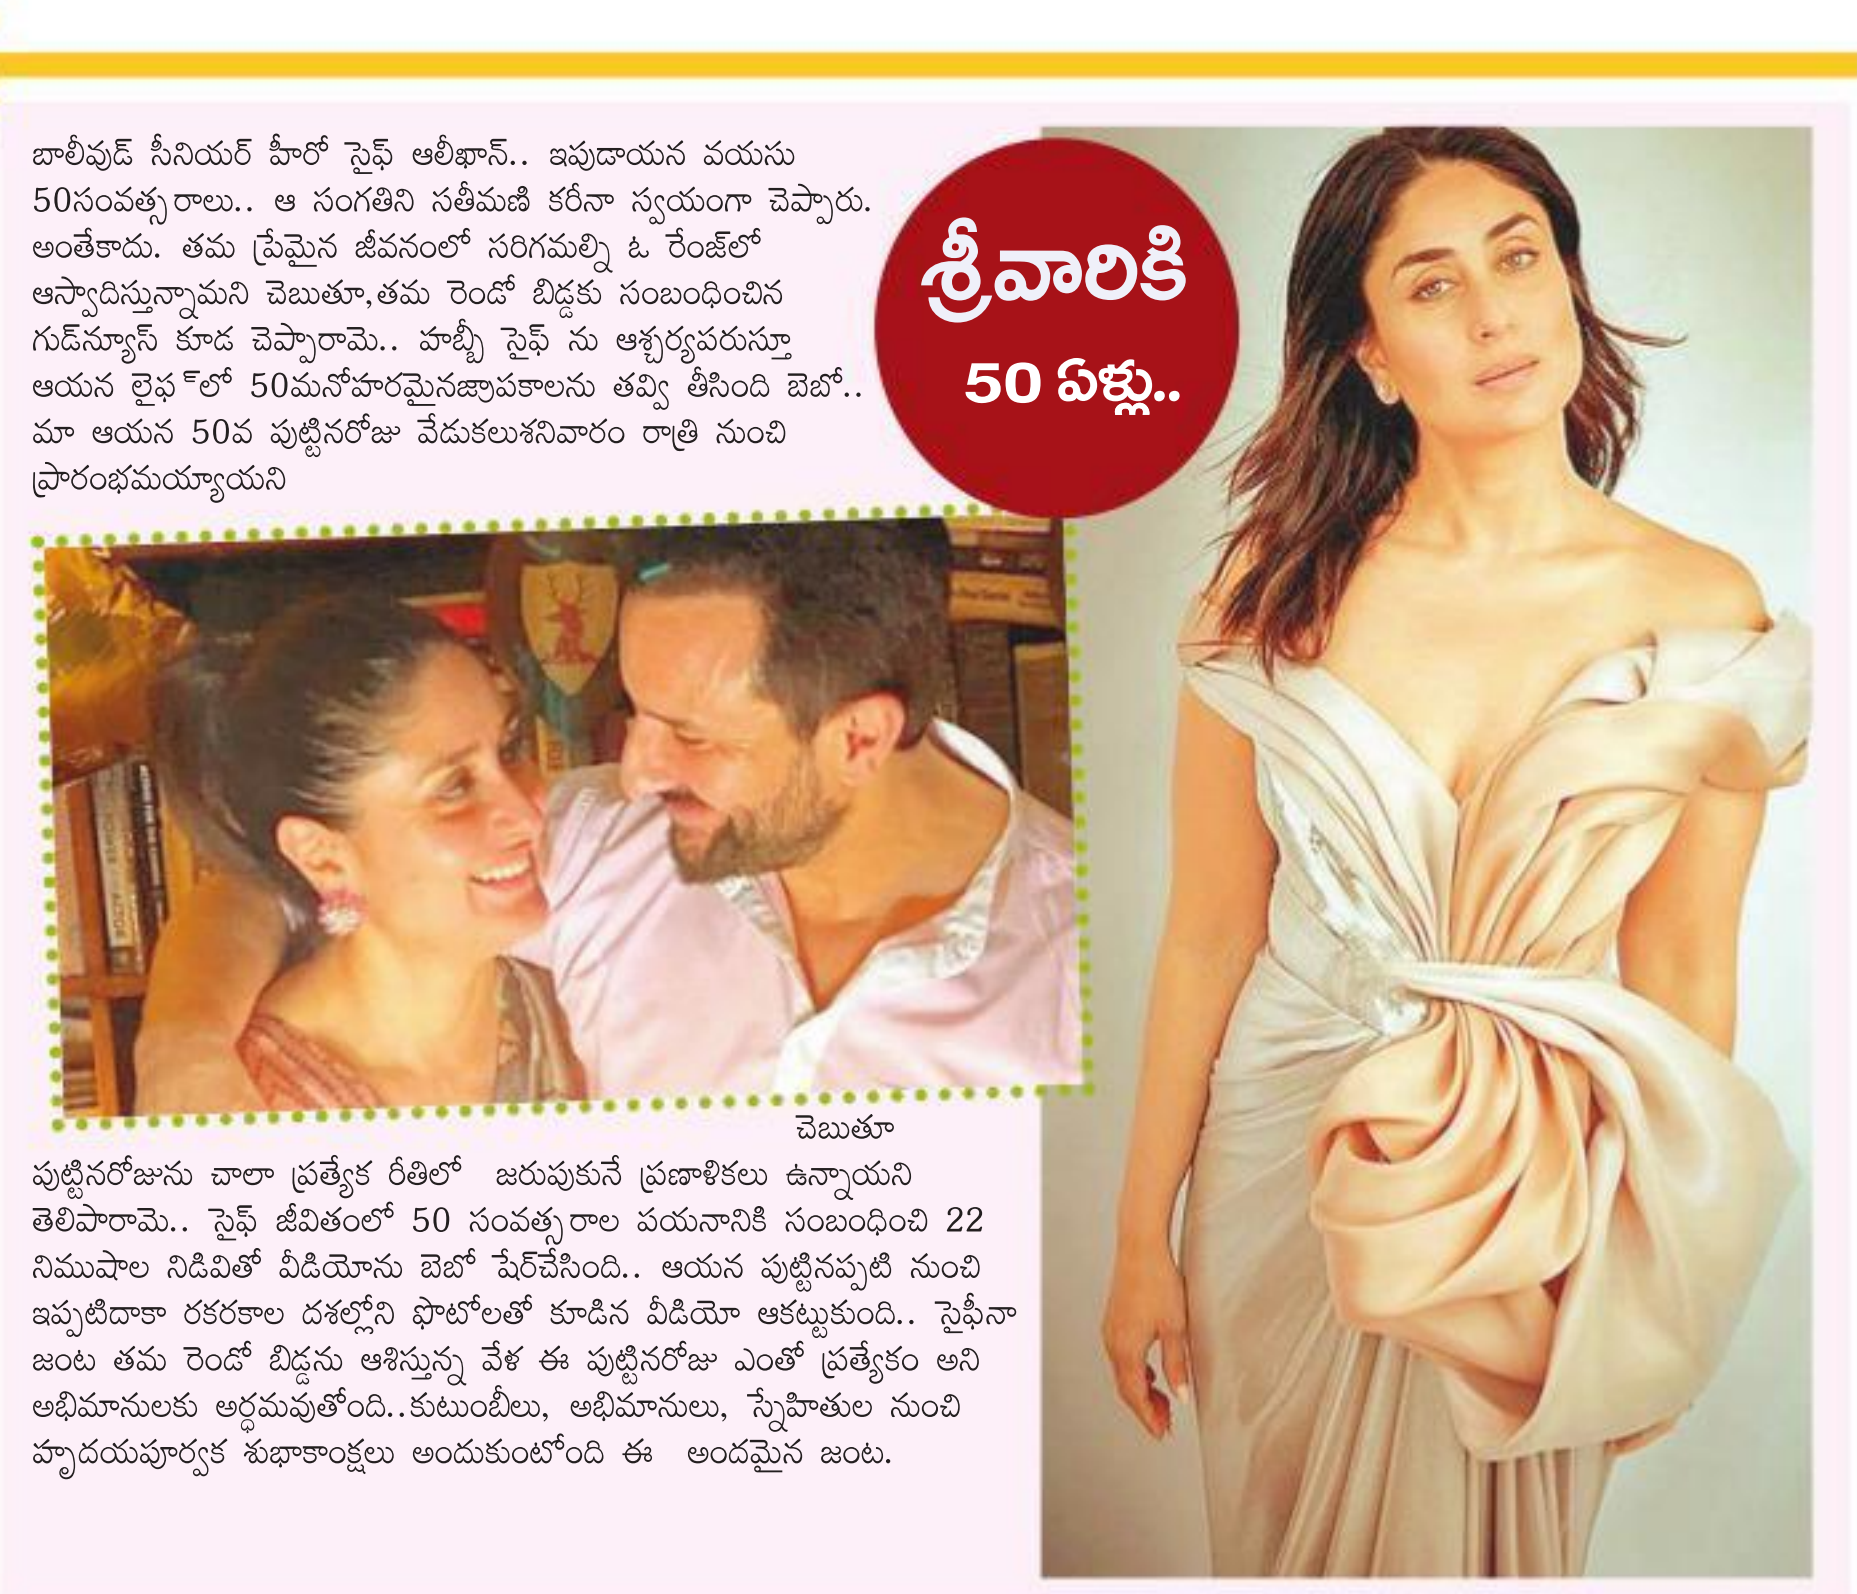 బాలీవుడ్ సీనియర్ హీరో సైఫ్ ఆలీఖాన్.. ఇపుడాయన వయసు
50సంవత్సరాలు.. ఆ సంగతిని సతీమణి కరీనా స్వయంగా చెప్పారు.
అంతేకాదు. తమ ప్రేమైన జీవనంలో సరిగమల్ని ఓ రేంజ్‌లో
ఆస్వాదిస్తున్నామని చెబుతూ,తమ రెండో బిడ్డకు సంబంధించిన
గుడ్‌న్యూస్ కూడ చెప్పారామె.. హబ్బీ సైఫ్ ను ఆశ్చర్యపరుస్తూ
ఆయన లైఫ్‌లో 50మనోహరమైనజ్ఞాపకాలను తవ్వి తీసింది బెబో..
మా ఆయన 50వ పుట్టినరోజు వేడుకలుశనివారం రాత్రి నుంచి
ప్రారంభమయ్యాయని
శ్రీవారికి
50 ఏళ్లు..
చెబుతూ
పుట్టినరోజును చాలా ప్రత్యేక రీతిలో జరుపుకునే ప్రణాళికలు ఉన్నాయని
తెలిపారామె.. సైఫ్ జీవితంలో 50 సంవత్సరాల పయనానికి సంబంధించి 22
నిముషాల నిడివితో వీడియోను బెబో షేర్‌చేసింది.. ఆయన పుట్టినప్పటి నుంచి
ఇప్పటిదాకా రకరకాల దశల్లోని ఫొటోలతో కూడిన వీడియో ఆకట్టుకుంది.. సైఫీనా
జంట తమ రెండో బిడ్డను ఆశిస్తున్న వేళ ఈ పుట్టినరోజు ఎంతో ప్రత్యేకం అని
అభిమానులకు అర్ధమవుతోంది..కుటుంబీలు, అభిమానులు, స్నేహితుల నుంచి
హృదయపూర్వక శుభాకాంక్షలు అందుకుంటోంది ఈ అందమైన జంట.